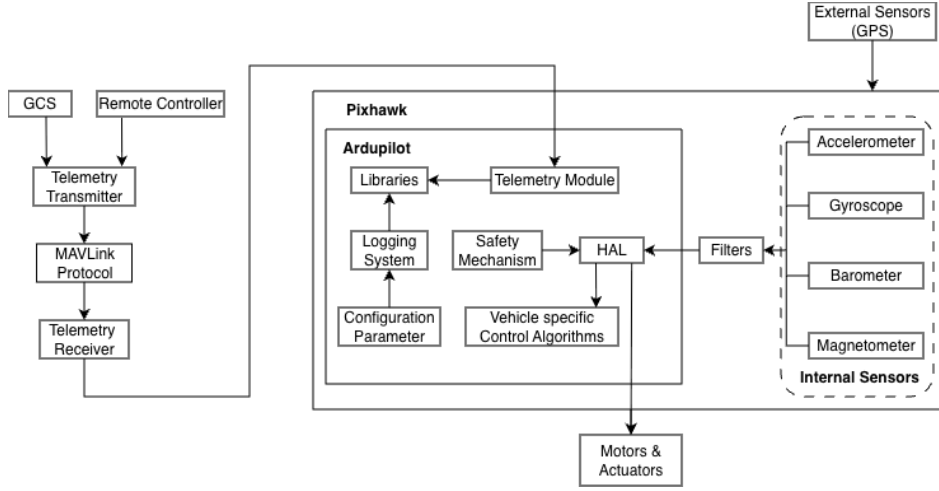 External Sensors
(GPS)
GCS
Remote Controller
Pixhawk
Ardupilot
Accelerometer
Telemetry
Transmitter
Libraries
Telemetry Module
Gyroscope
MAVLink
Protocol
Logging
System
Safety
Mechanism
HAL
Filters
Barometer
Telemetry
Receiver
Configuration
Parameter
Vehicle specific
Control Algorithms
Magnetometer
Internal Sensors
Motors &
Actuators